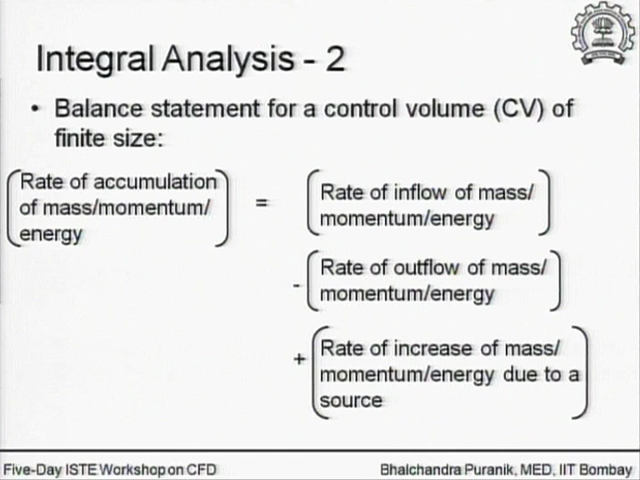 Integral Analysis - 2
• Balance statement for a control volume (CV) of
finite size:
Rate of accumulation
of mass/momentum/
energy
=
Rate of inflow of mass/
momentum/energy
-
Rate of outflow of mass/
momentum/energy
+
Rate of increase of mass/
momentum/energy due to a
source
Five-Day ISTE Workshop on CFD
Bhalchandra Puranik, MED, IIT Bombay